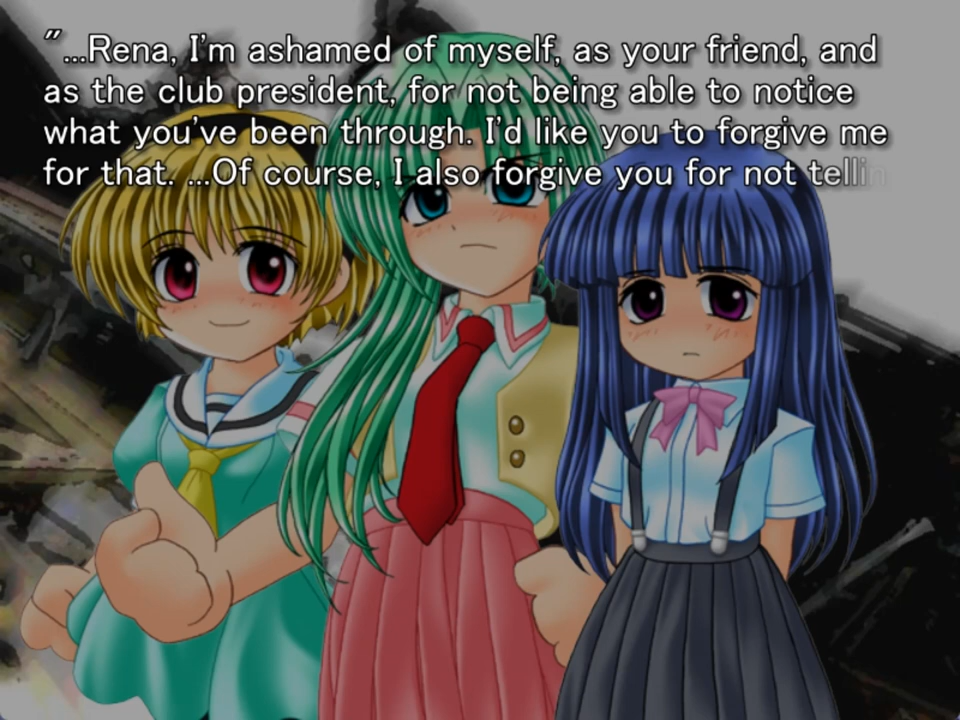 "...Rena, I'm ashamed of myself, as your friend, and
as the club president, for not being able to notice
what you've been through. I'd like you to forgive me
for that. ...Of course, I also forgive you for not tellin